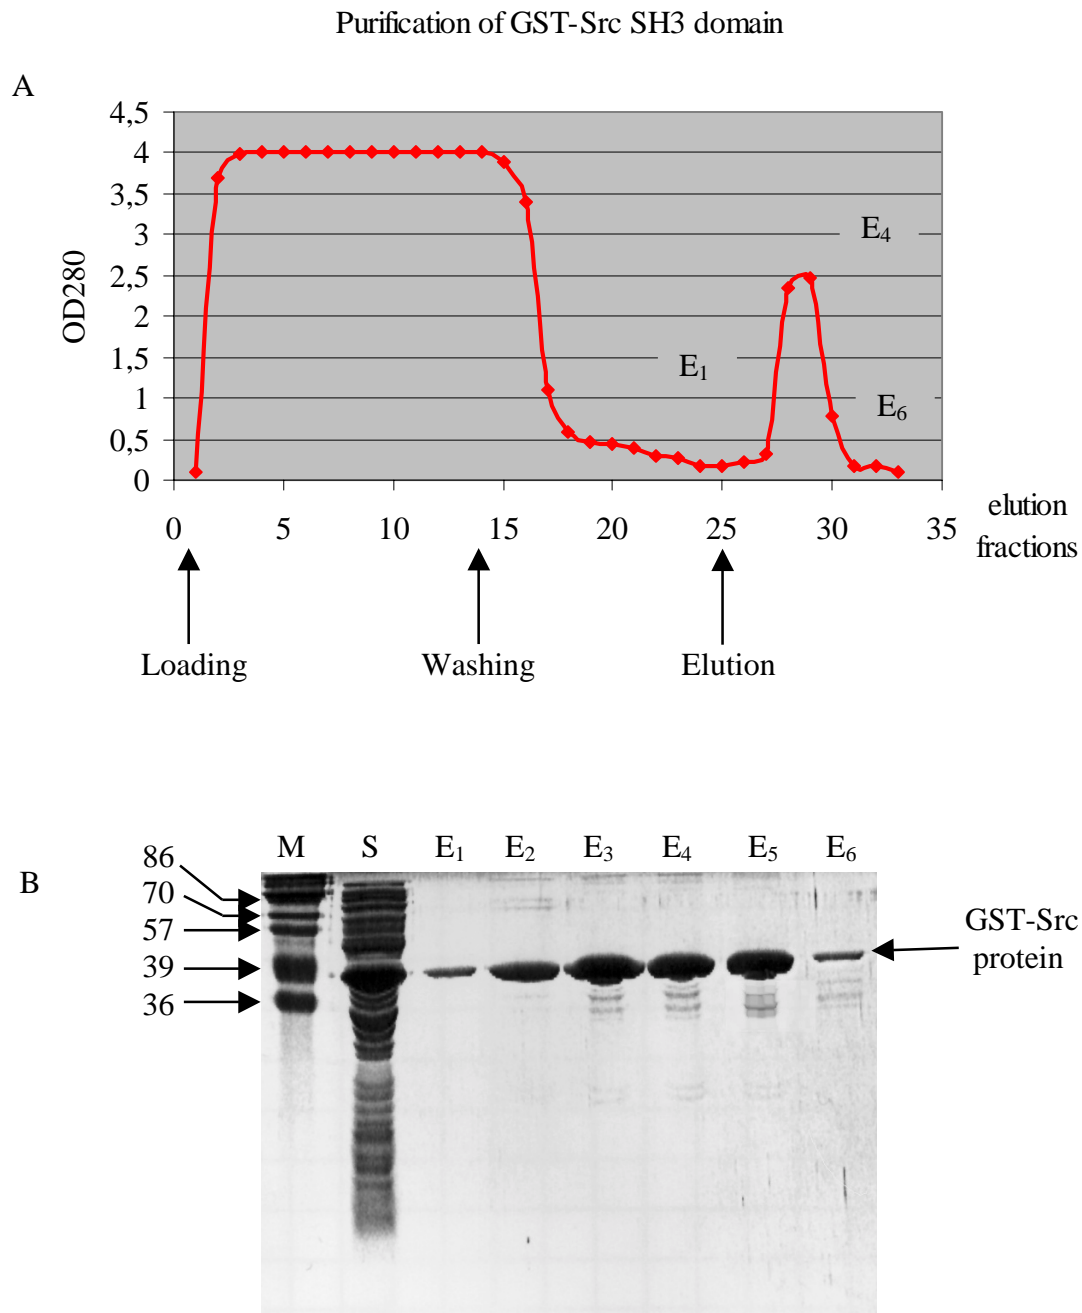 Purification of GST-Src SH3 domain
A
4,5
4
3,5
3
2,5
2
1,5
1
0,5
0
OD280
E4
E1
E6
0 5 10 15 20 25 30 35
elution
fractions
Loading Washing Elution
B
M S E1 E2 E3 E4 E5 E6
86
70
57
39
36
GST-Src
protein